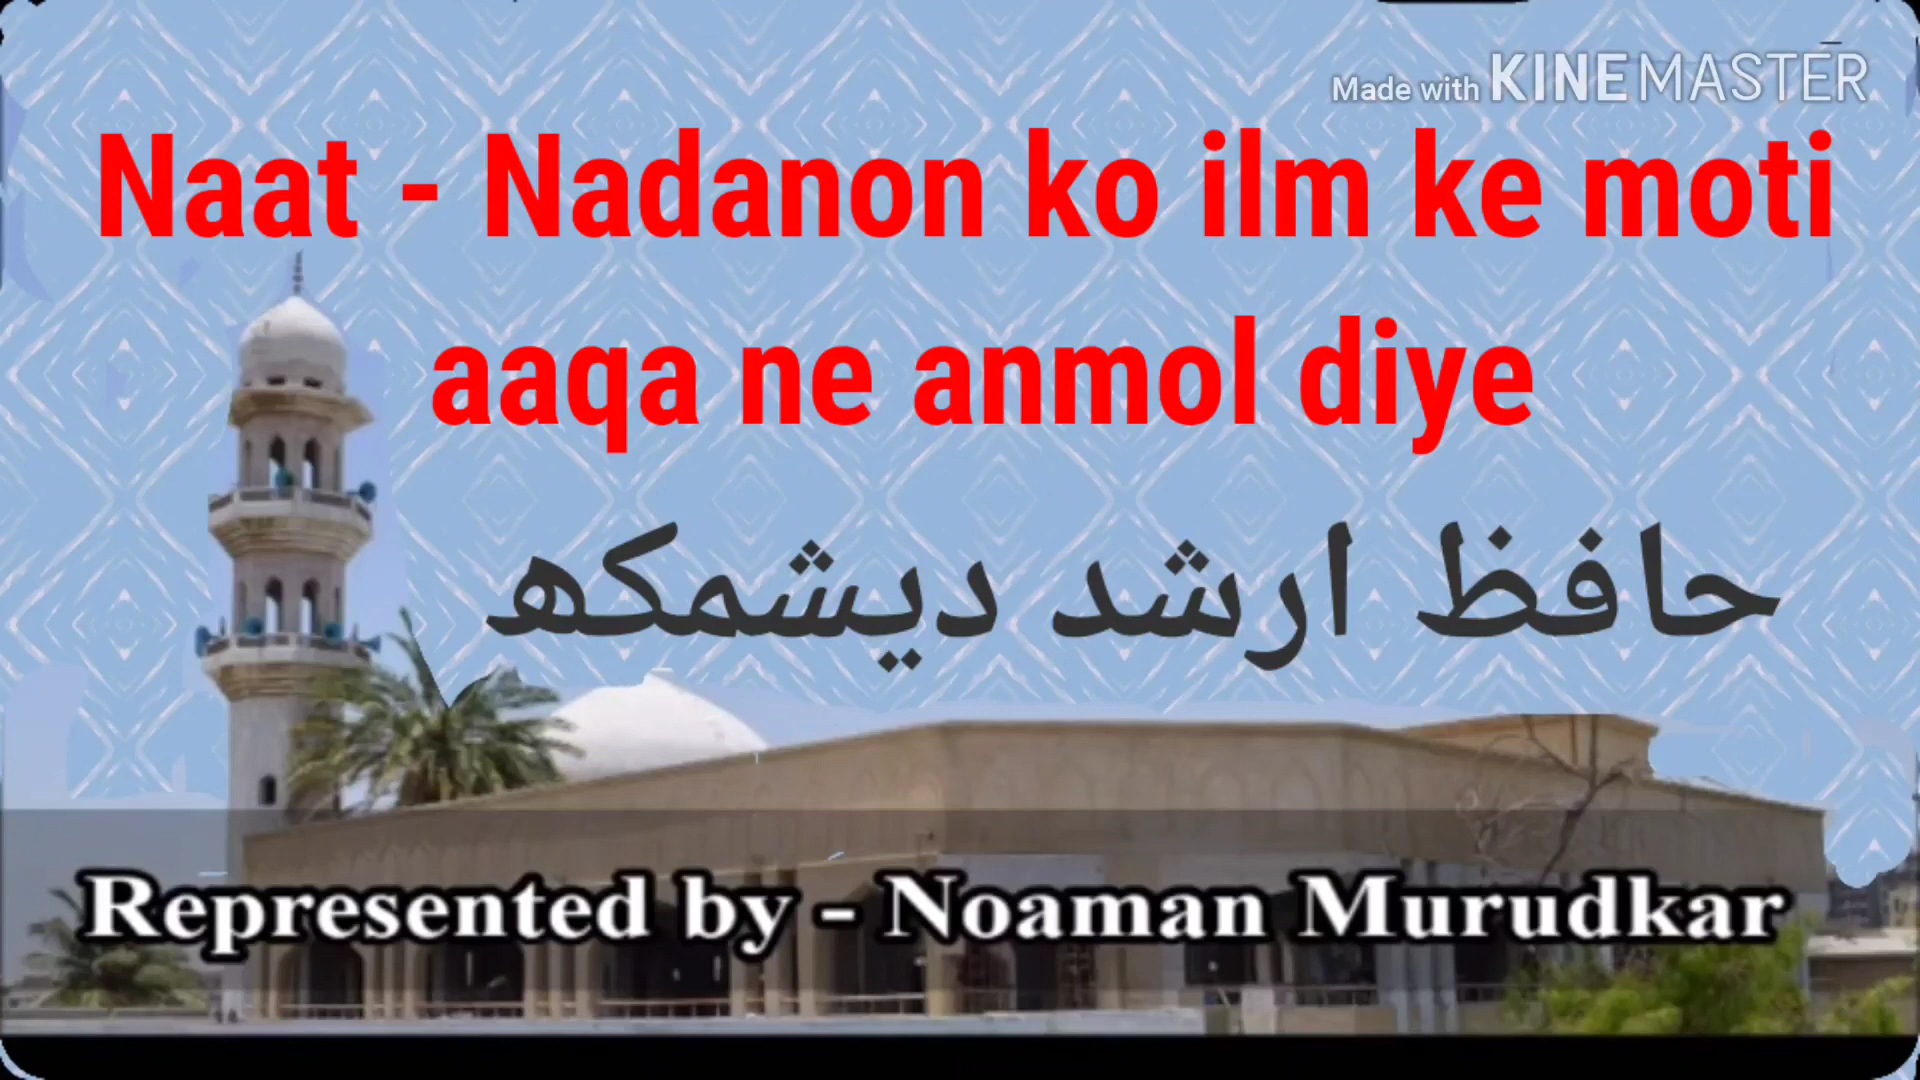 Made with KINEMASTER
Naat - Nadanon ko ilm ke moti
aaqa ne anmol diye
حافظ ارشد دیشمکھ
Represented by - Noaman Murudkar